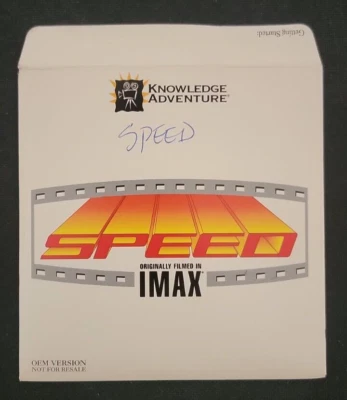 Getting Started:
KNOWLEDGE
ADVENTURE®
SPEED
SPEED
ORIGINALLY FILMED IN
IMAX®
OEM VERSION
NOT FOR RESALE